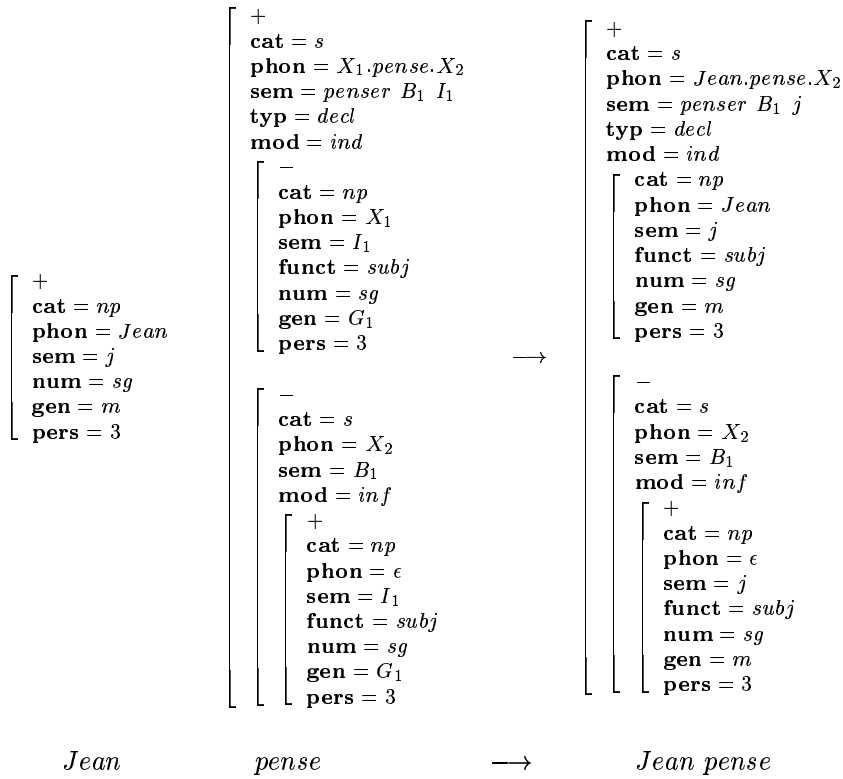 +
cat = np
phon = Jean
sem = j
num = sg
gen = m
pers = 3
+
cat = s
phon = X₁.pense.X₂
sem = penser B₁ I₁
typ = decl
mod = ind
−
cat = np
phon = X₁
sem = I₁
funct = subj
num = sg
gen = G₁
pers = 3
−
cat = s
phon = X₂
sem = B₁
mod = inf
+
cat = np
phon = ϵ
sem = I₁
funct = subj
num = sg
gen = G₁
pers = 3
⟶
+
cat = s
phon = Jean.pense.X₂
sem = penser B₁ j
typ = decl
mod = ind
cat = np
phon = Jean
sem = j
funct = subj
num = sg
gen = m
pers = 3
−
cat = s
phon = X₂
sem = B₁
mod = inf
+
cat = np
phon = ϵ
sem = j
funct = subj
num = sg
gen = m
pers = 3
Jean pense ⟶ Jean pense